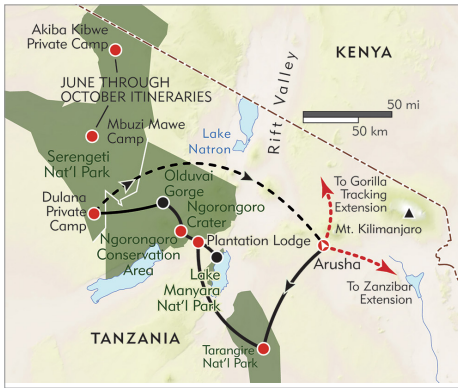 Akiba Kibwe
Private Camp
KENYA
JUNE THROUGH
OCTOBER ITINERARIES
50 mi
50 km
Rift Valley
Mbuzi Mawe
Camp
Lake
Natron
Serengeti
Nat'l Park
Olduvai
Gorge
Dulana
Private
Camp
Ngorongoro
Crater
To Gorilla
Tracking
Extension
Mt. Kilimanjaro
Ngorongoro
Conservation
Area
Plantation Lodge
Arusha
Lake
Manyara
Nat'l Park
To Zanzibar
Extension
TANZANIA
Tarangire
Nat'l Park